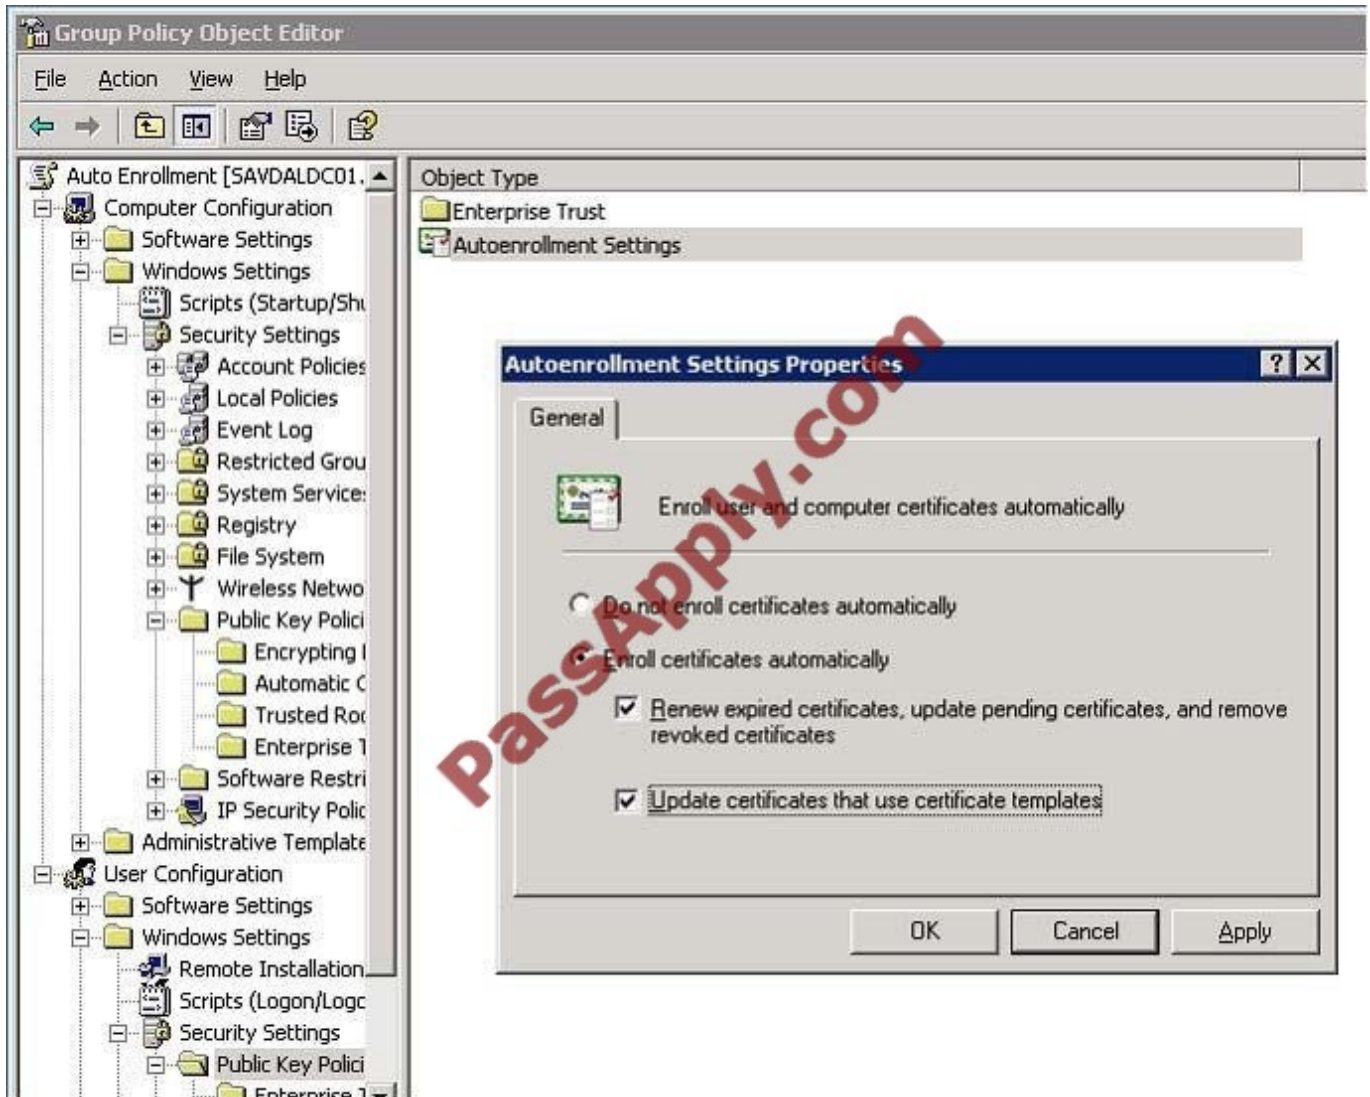 Group Policy Object Editor
File Action View Help
Auto Enrollment [SAVDALDC01.
Computer Configuration
Software Settings
Windows Settings
Scripts (Startup/Shu
Security Settings
Account Policies
Local Policies
Event Log
Restricted Grou
System Services
Registry
File System
Wireless Netwo
Public Key Polici
Encrypting
Automatic C
Trusted Roo
Enterprise T
Software Restri
IP Security Polic
Administrative Template
User Configuration
Software Settings
Windows Settings
Remote Installation
Scripts (Logon/Logo
Security Settings
Public Key Polici
Enterprise T
Object Type
Enterprise Trust
Autoenrollment Settings
Autoenrollment Settings Properties
General
Enroll user and computer certificates automatically
Do not enroll certificates automatically
Enroll certificates automatically
Renew expired certificates, update pending certificates, and remove
revoked certificates
Update certificates that use certificate templates
OK Cancel Apply
PassApply.com